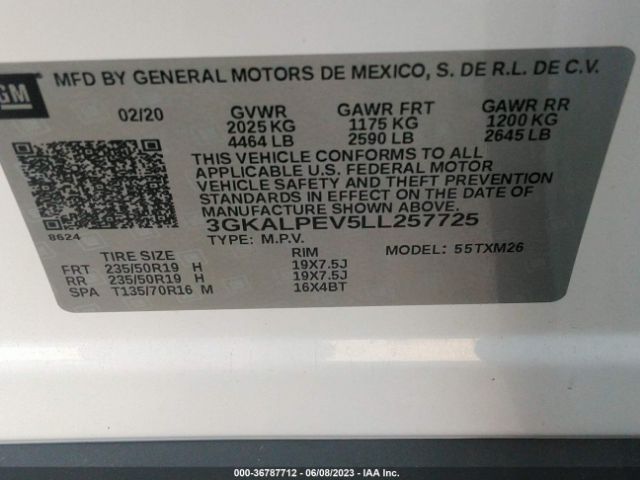 GM MFD BY GENERAL MOTORS DE MEXICO, S. DE R.L. DE C.V.
02/20 GVWR GAWR FRT GAWR RR
2025 KG 1175 KG 1200 KG
4464 LB 2590 LB 2645 LB
THIS VEHICLE CONFORMS TO ALL
APPLICABLE U.S. FEDERAL MOTOR
VEHICLE SAFETY AND THEFT PREVENTION
STANDARDS IN EFFECT ON THE DATE OF
MANUFACTURE SHOWN ABOVE.
8624 3GKALPEV5LL257725
TYPE: M.P.V. MODEL: 55TXM26
TIRE SIZE RIM
FRT 235/50R19 H 19X7.5J
RR 235/50R19 H 19X7.5J
SPA T135/70R16 M 16X4BT
000-36787712 - 06/08/2023 - IAA Inc.